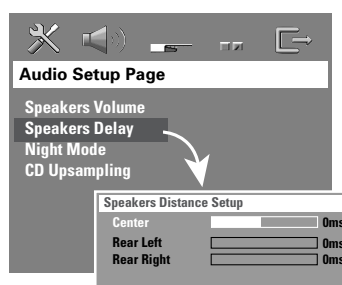 Audio Setup Page
Speakers Volume
Speakers Delay
Night Mode
CD Upsampling
Speakers Distance Setup
Center 0ms
Rear Left 0ms
Rear Right 0ms